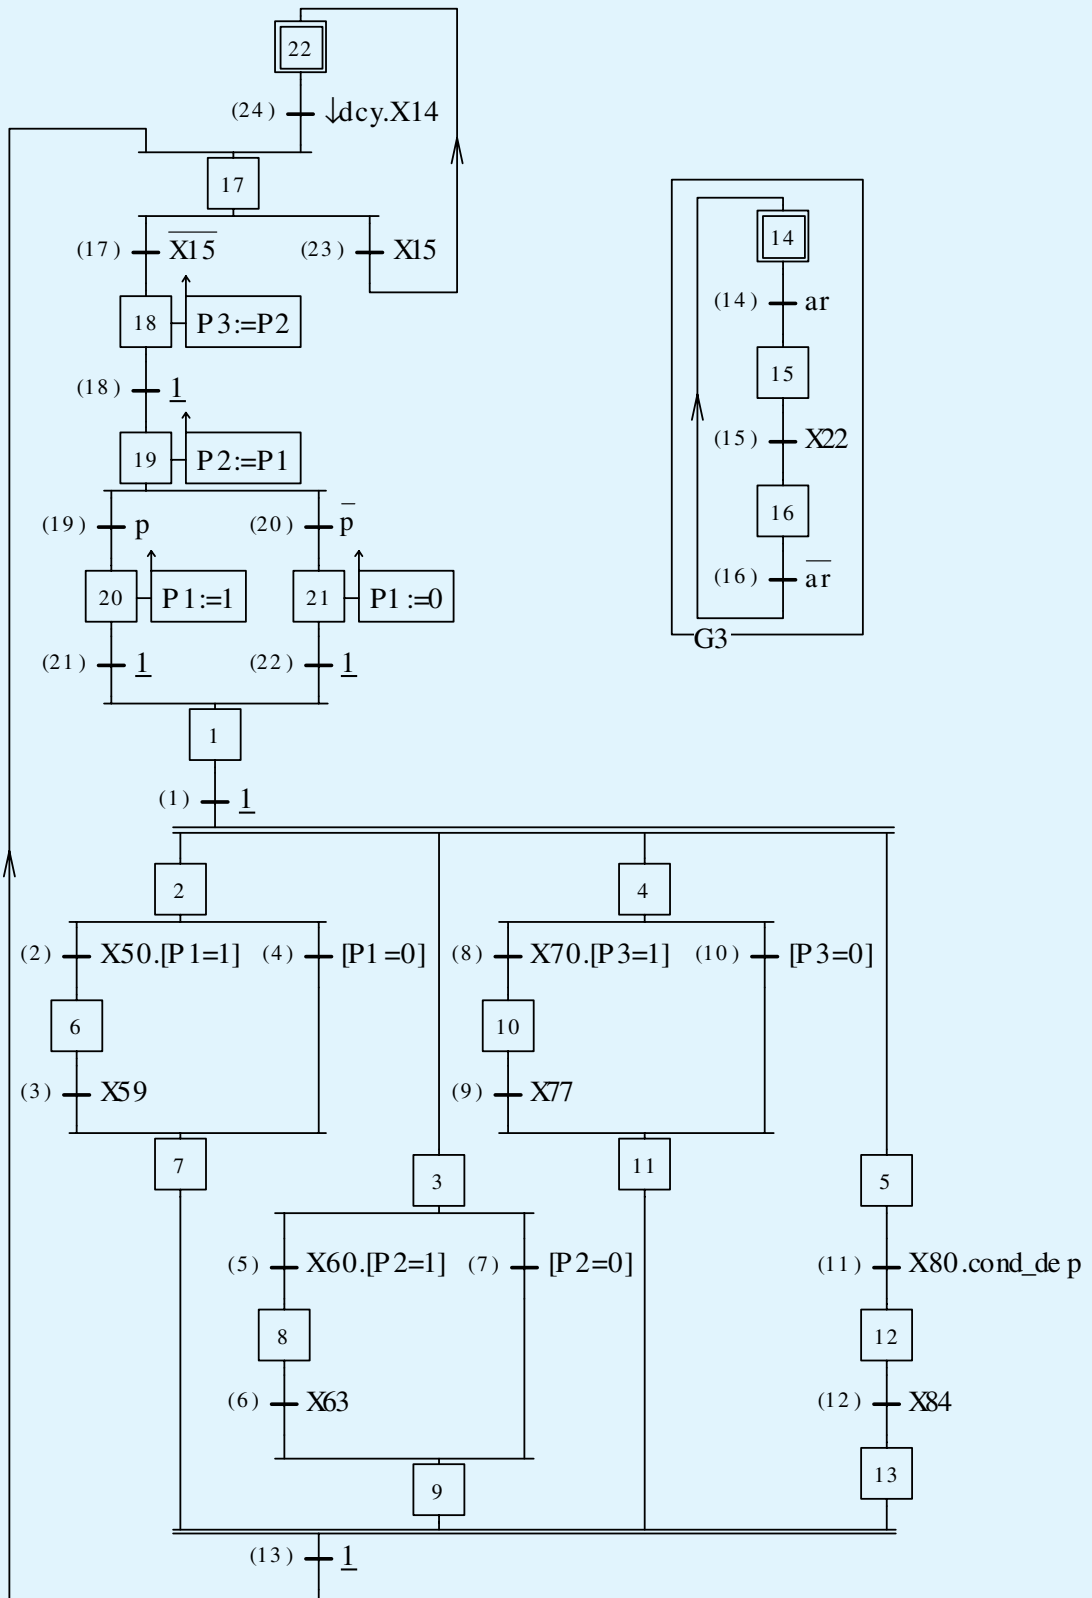 22
(24) ↓dcy.X14
17
(17) X̅1̅5̅ (23) X15
18 P3:=P2
(18) 1
19 P2:=P1
(19) p (20) p̅
20 P1:=1 21 P1:=0
(21) 1 (22) 1
1
(1) 1
2 4
(2) X50.[P1=1] (4) [P1=0] (8) X70.[P3=1] (10) [P3=0]
6 10
(3) X59 (9) X77
7 3 11 5
(5) X60.[P2=1] (7) [P2=0] (11) X80.cond_dep
8 12
(6) X63 (12) X84
9 13
(13) 1
14
(14) ar
15
(15) X22
16
(16) a̅r̅
G3